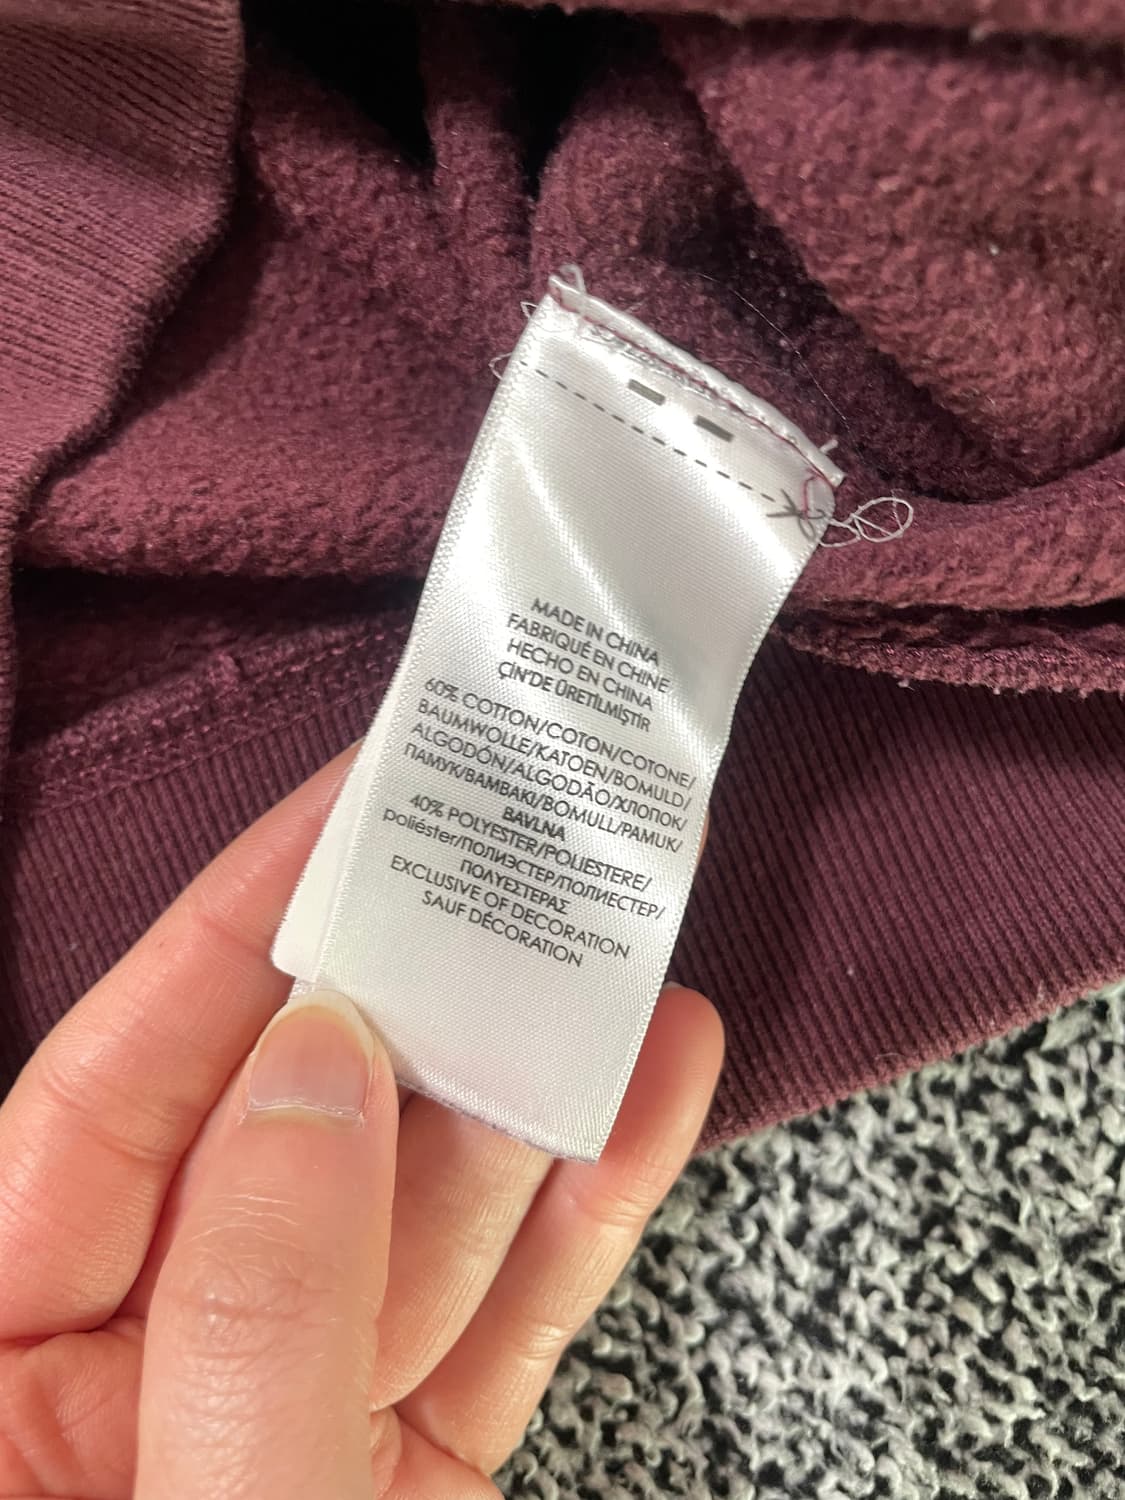 MADE IN CHINA
FABRIQUÉ EN CHINE
HECHO EN CHINA
ÇİN'DE ÜRETİLMİŞTİR
60% COTTON/COTON/COTONE/
BAUMWOLLE/KATOEN/BOMULD/
ALGODÓN/ALGODÃO/ХЛОПОК/
ПАМУК/ΒΑΜΒΑΚΙ/BOMULL/PAMUK/
BAVLNA
40% POLYESTER/POLIESTERE/
poliéster/ПОЛИЭСТЕР/ПОЛИЕСТЕР/
ΠΟΛΥΕΣΤΕΡΑΣ
EXCLUSIVE OF DECORATION
SAUF DÉCORATION